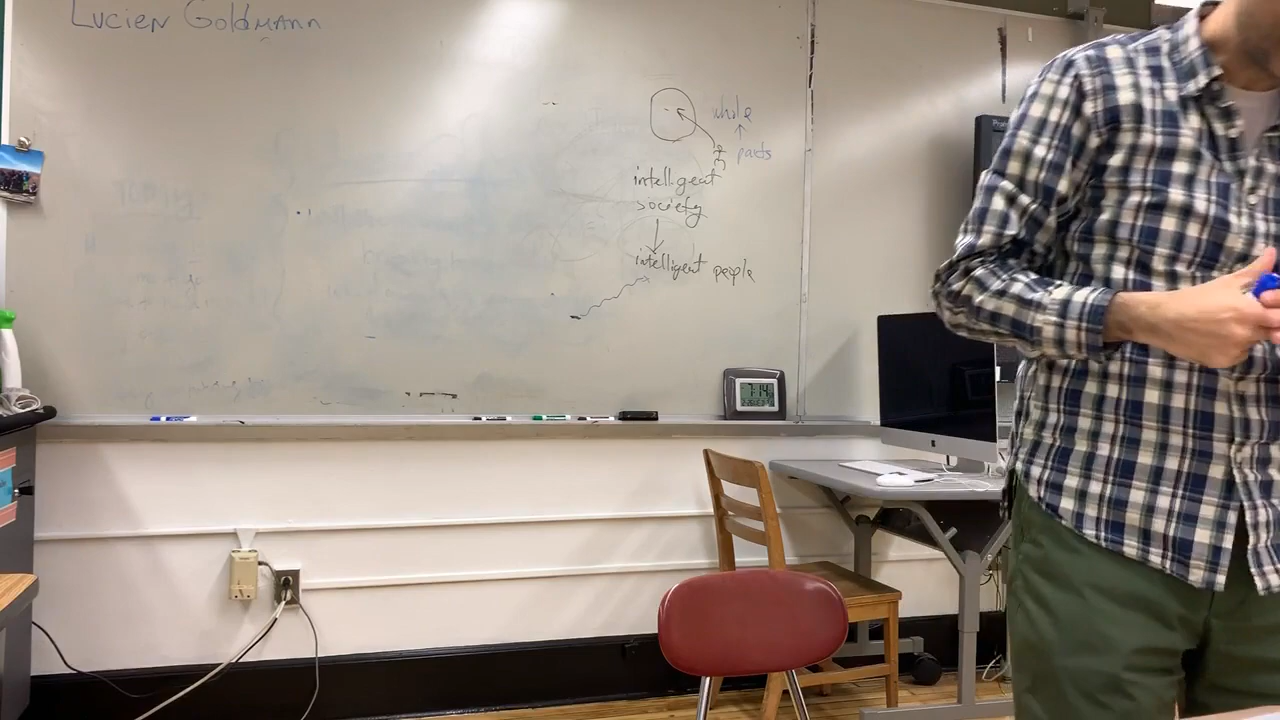 Lucien Goldmann
whole
parts
intelligent
society
intelligent people
7:14